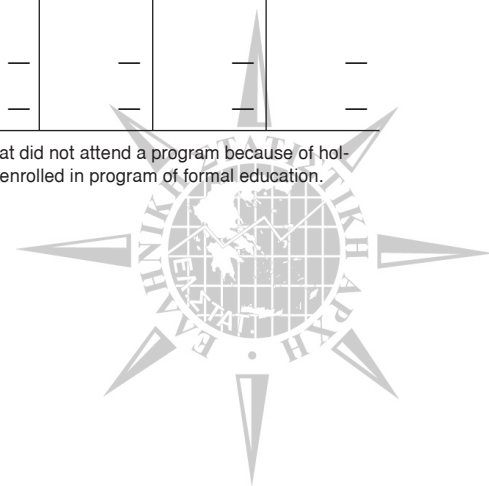 — — — —
— — — —
at did not attend a program because of hol-
enrolled in program of formal education.
ΕΛΛΗΝΙΚΗ ΣΤΑΤΙΣΤΙΚΗ ΑΡΧΗ
ΕΛΣΤΑΤ.